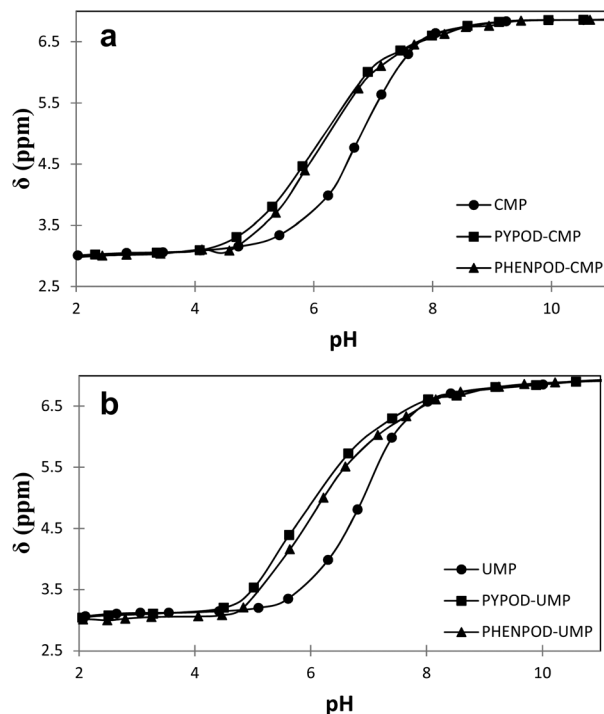 a
6.5
5.5
4.5
3.5
2.5
δ (ppm)
CMP
PYPOD-CMP
PHENPOD-CMP
2 4 6 8 10
pH
b
6.5
5.5
4.5
3.5
2.5
δ (ppm)
UMP
PYPOD-UMP
PHENPOD-UMP
2 4 6 8 10
pH